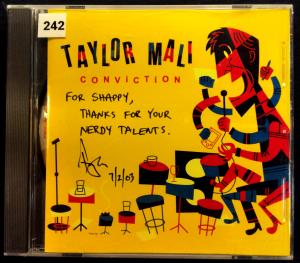 242
TAYLOR MALI
CONVICTION
FOR SHAPPY,
THANKS FOR YOUR
NERDY TALENTS.
7/2/03